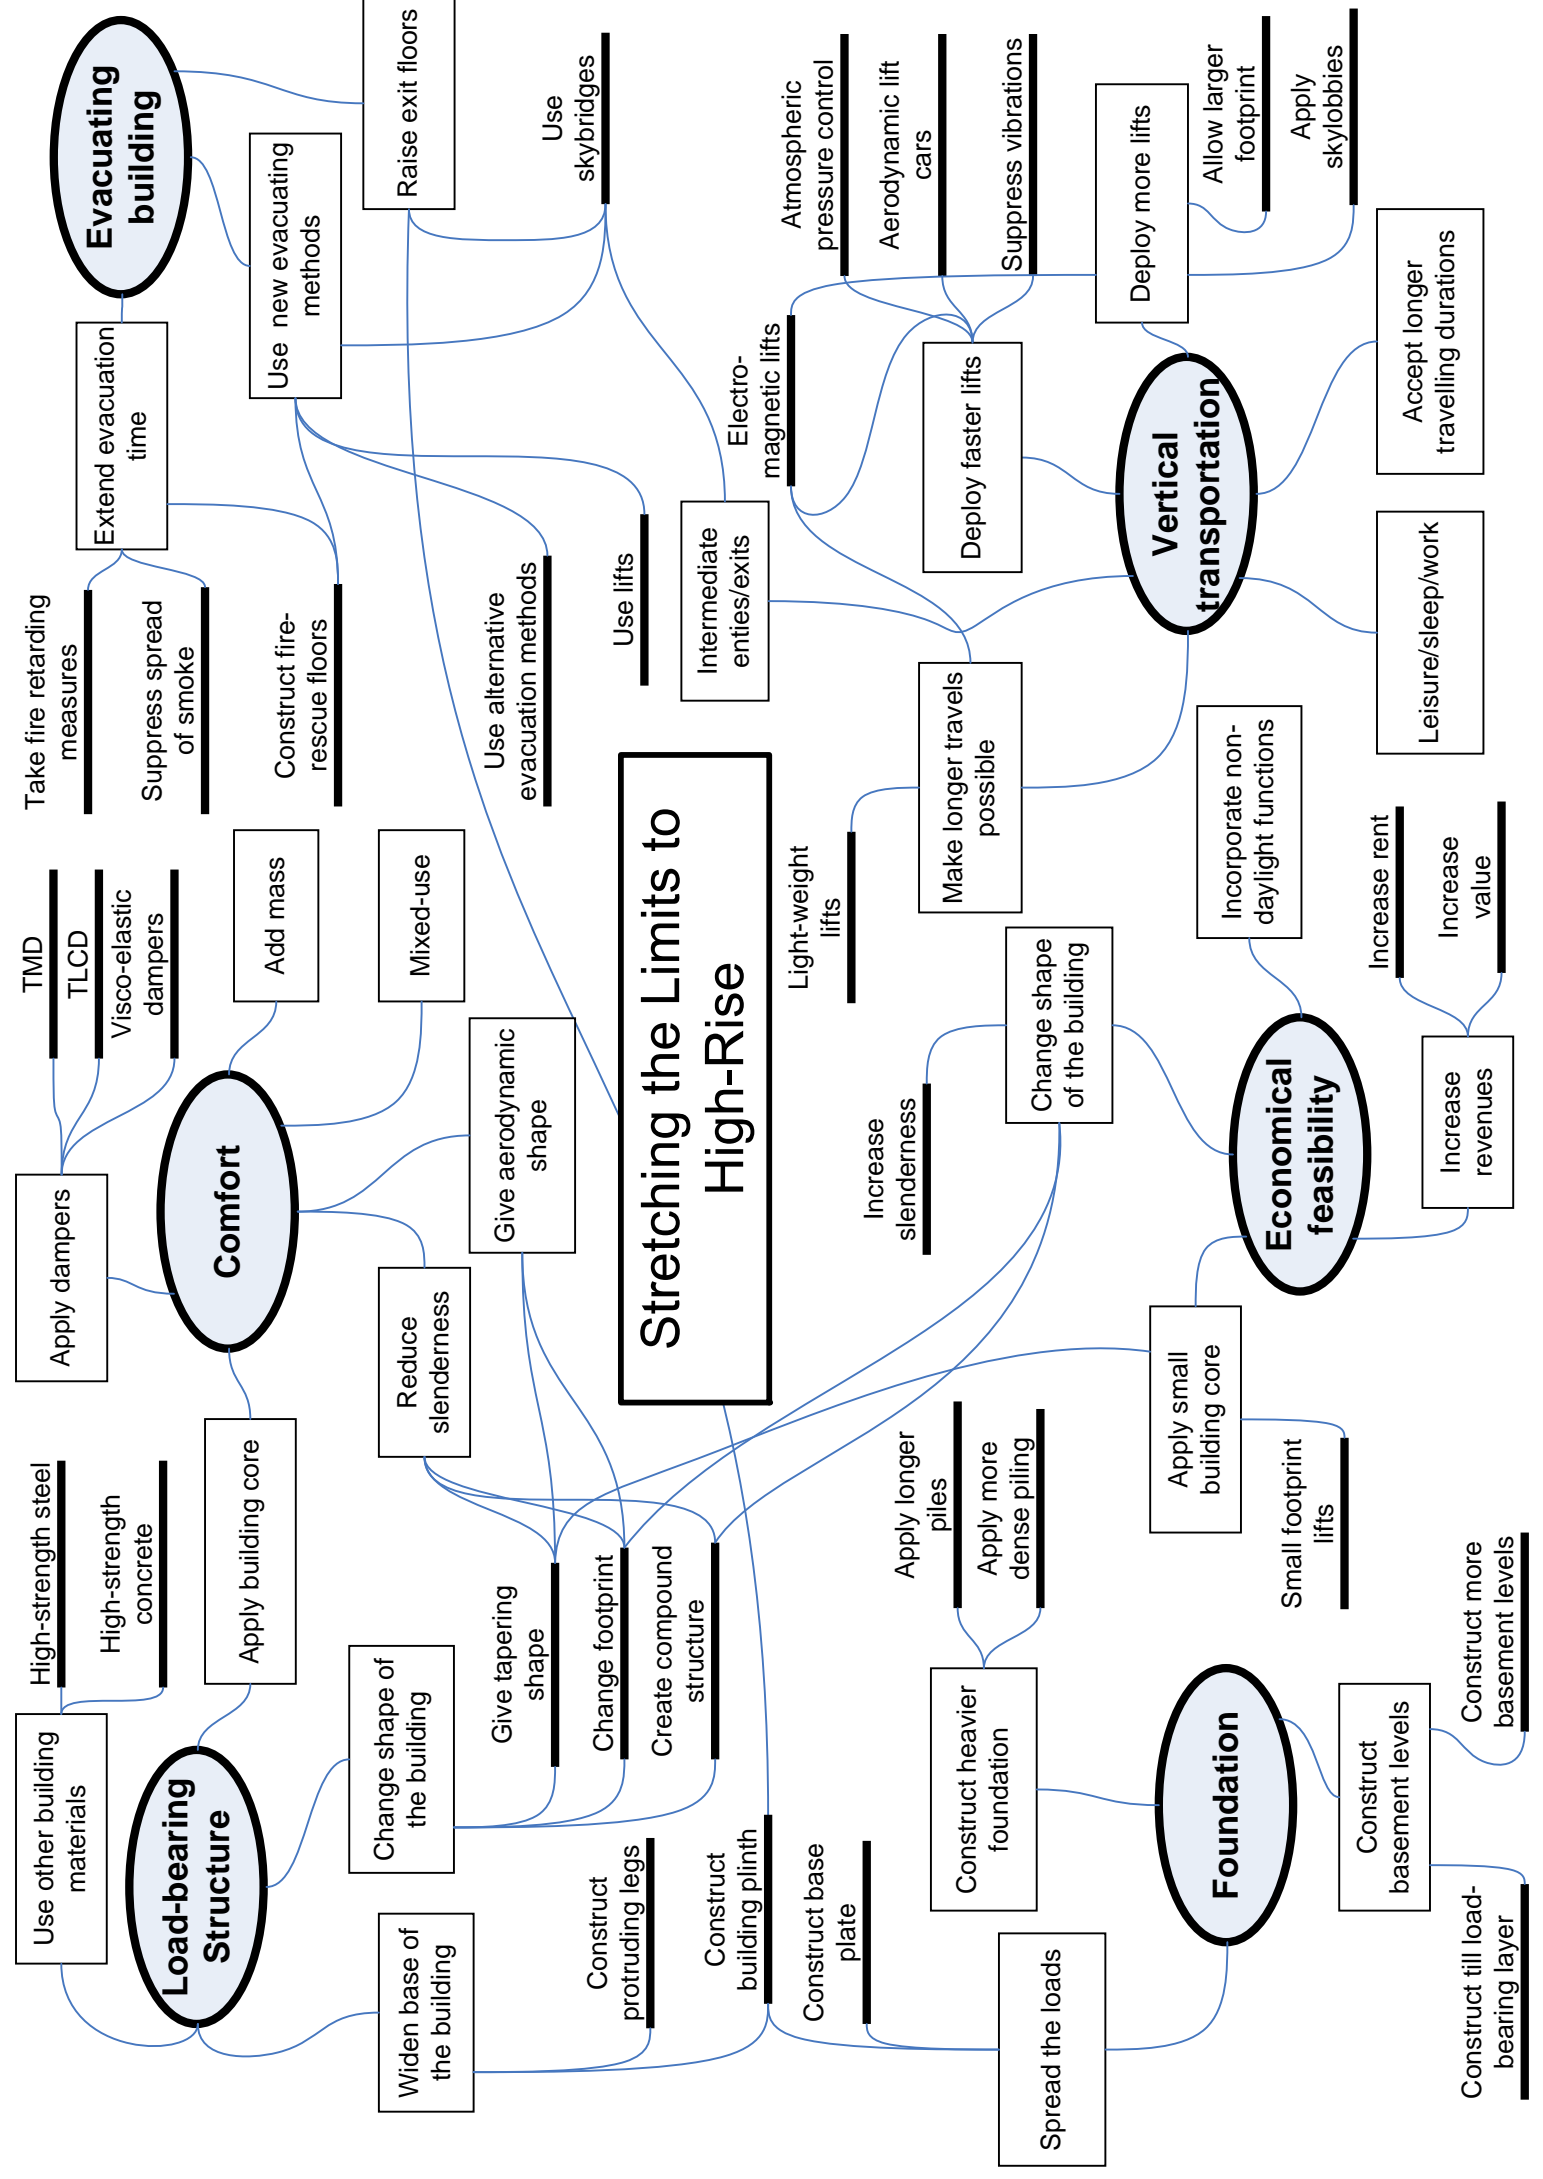 Use other building
materials
High-strength steel
High-strength
concrete
Load-bearing
Structure
Apply building core
Change shape of
the building
Widen base of
the building
Construct
protruding legs
Construct
building plinth
Construct base
plate
Give tapering
shape
Change footprint
Create compound
structure
Apply dampers
TMD
TLCD
Visco-elastic
dampers
Comfort
Add mass
Mixed-use
Give aerodynamic
shape
Reduce
slenderness
Take fire retarding
measures
Suppress spread
of smoke
Construct fire-
rescue floors
Extend evacuation
time
Evacuating
building
Use  new evacuating
methods
Raise exit floors
Use
skybridges
Use alternative
evacuation methods
Use lifts
Intermediate
enties/exits
Stretching the Limits to
High-Rise
Electro-
magnetic lifts
Atmospheric
pressure control
Aerodynamic lift
cars
Suppress vibrations
Deploy faster lifts
Deploy more lifts
Allow larger
footprint
Apply
skylobbies
Light-weight
lifts
Make longer travels
possible
Vertical
transportation
Accept longer
travelling durations
Leisure/sleep/work
Increase
slenderness
Change shape
of the building
Incorporate non-
daylight functions
Economical
feasibility
Increase rent
Increase
value
Increase
revenues
Apply small
building core
Small footprint
lifts
Apply longer
piles
Apply more
dense piling
Construct heavier
foundation
Foundation
Spread the loads
Construct
basement levels
Construct more
basement levels
Construct till load-
bearing layer